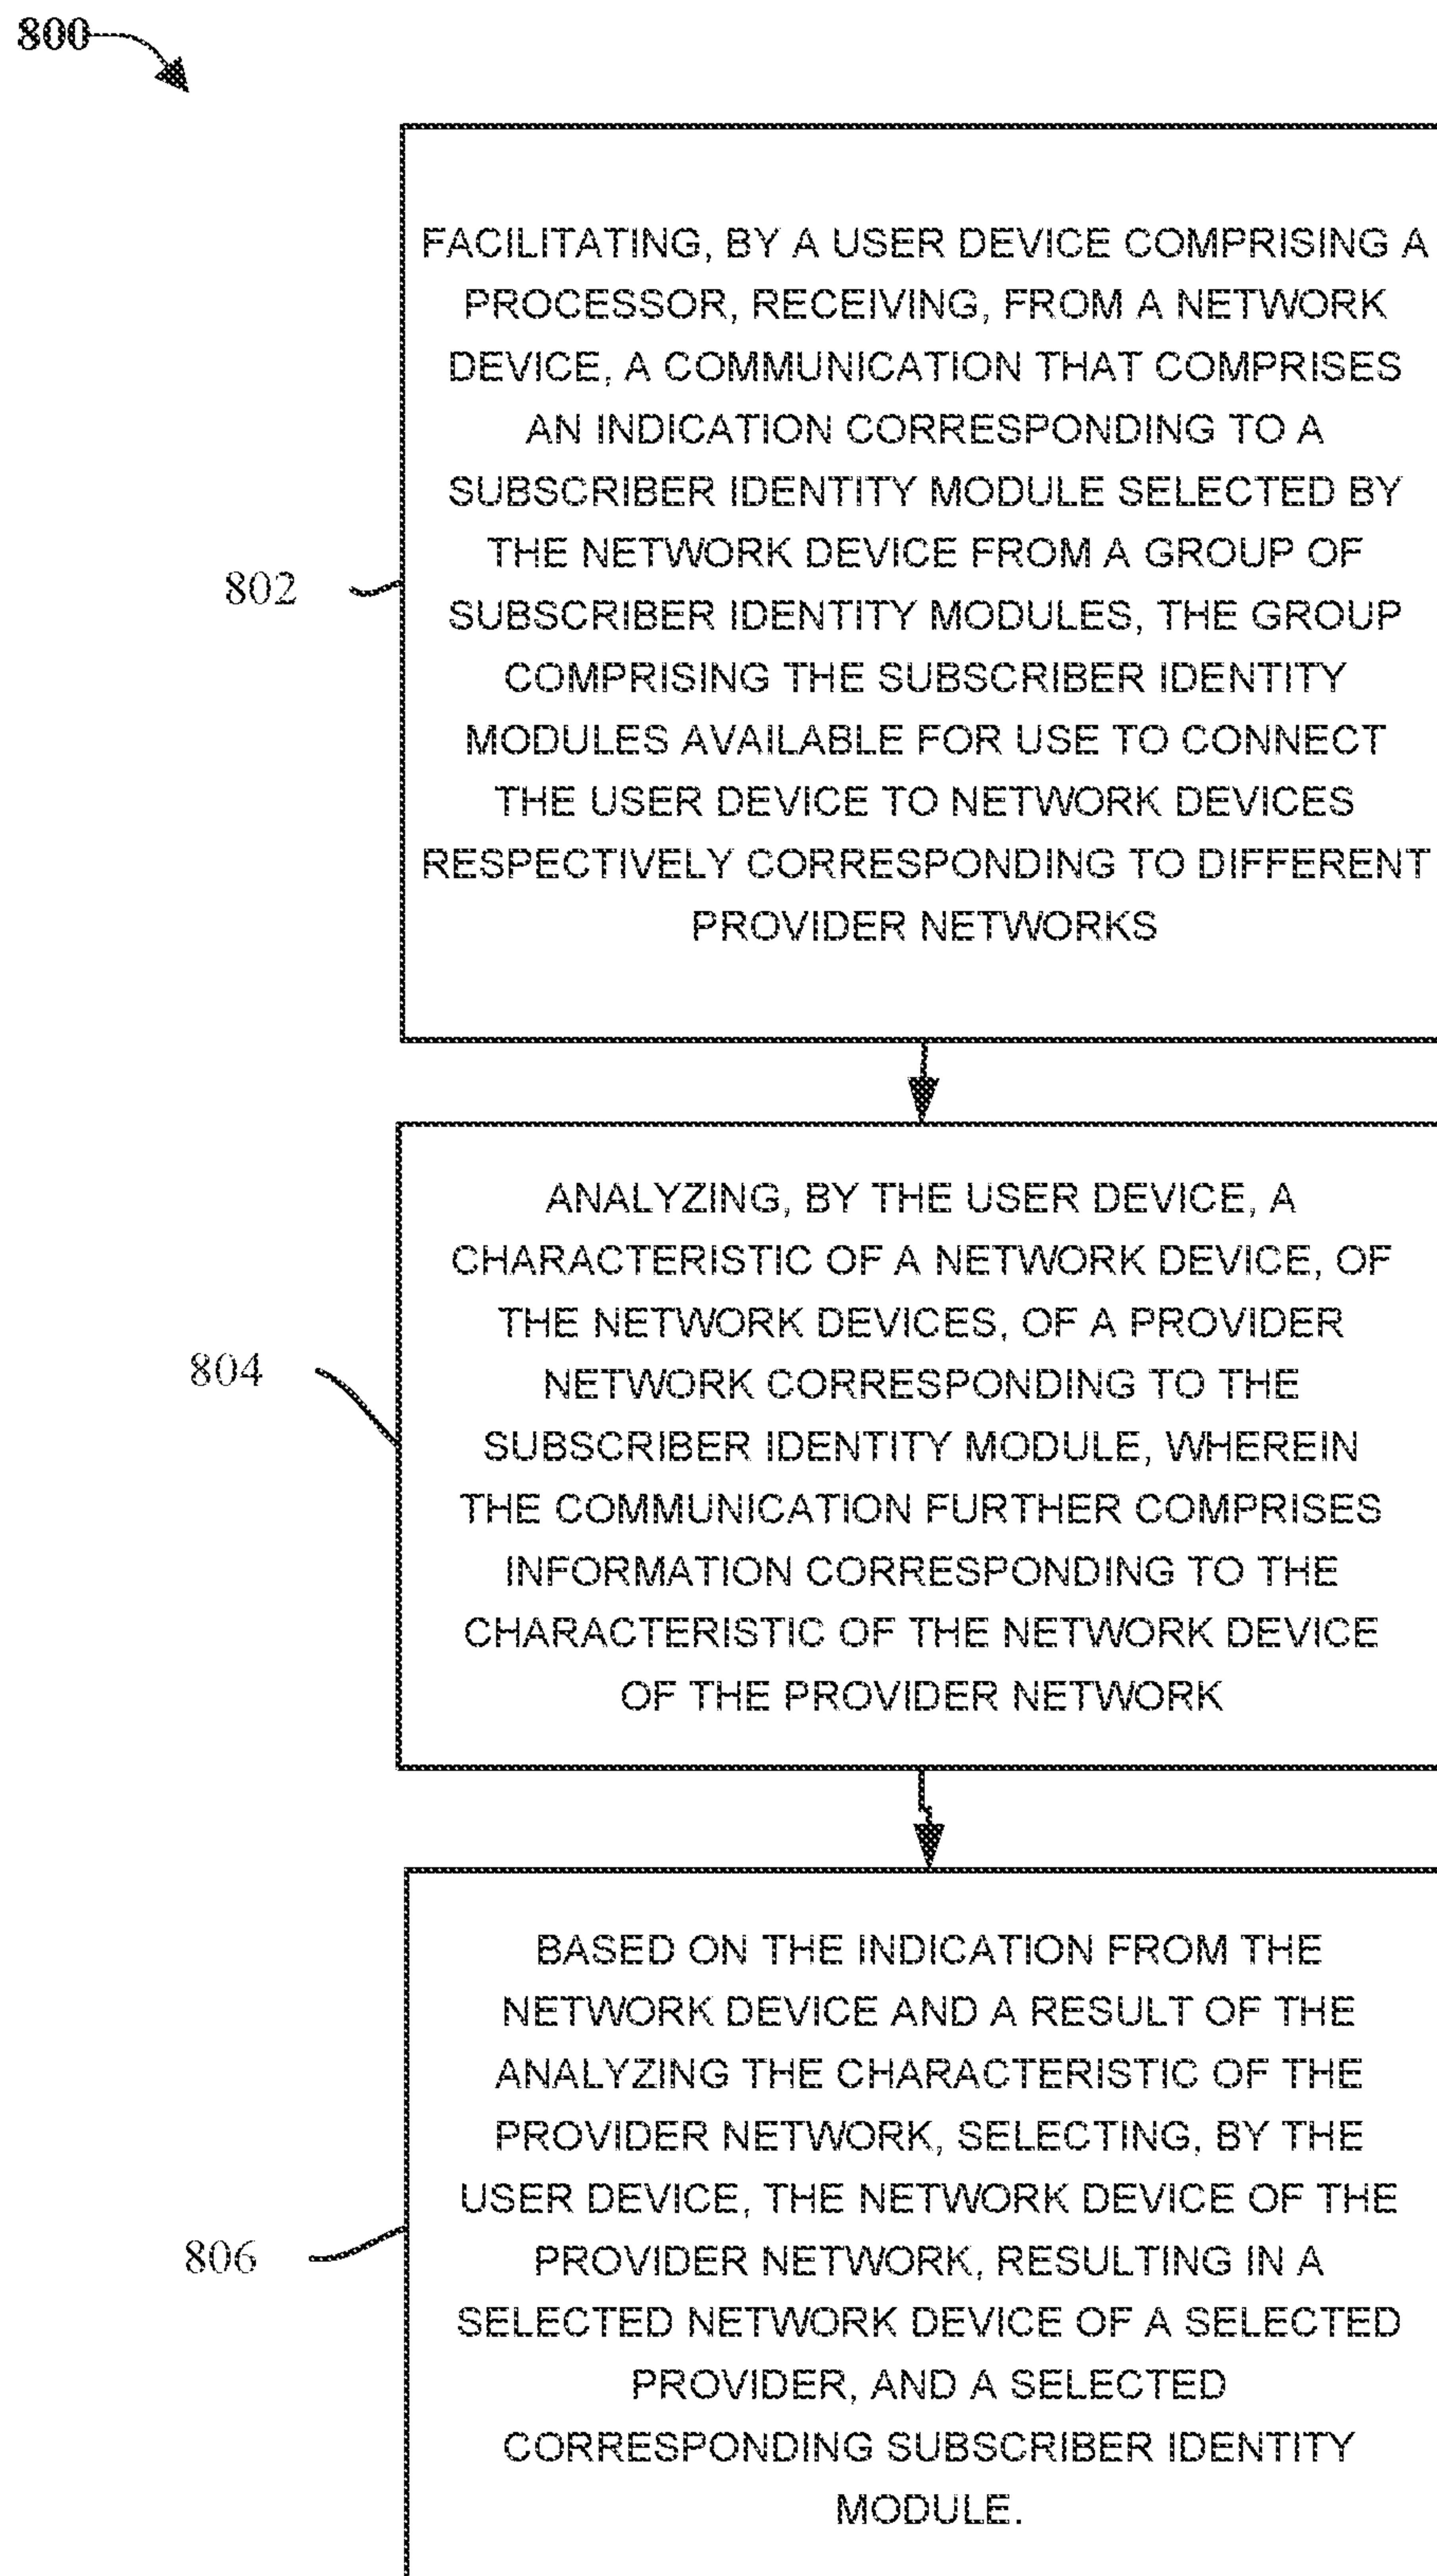 800
FACILITATING, BY A USER DEVICE COMPRISING A
PROCESSOR, RECEIVING, FROM A NETWORK
DEVICE, A COMMUNICATION THAT COMPRISES
AN INDICATION CORRESPONDING TO A
SUBSCRIBER IDENTITY MODULE SELECTED BY
THE NETWORK DEVICE FROM A GROUP OF
802
SUBSCRIBER IDENTITY MODULES, THE GROUP
COMPRISING THE SUBSCRIBER IDENTITY
MODULES AVAILABLE FOR USE TO CONNECT
THE USER DEVICE TO NETWORK DEVICES
RESPECTIVELY CORRESPONDING TO DIFFERENT
PROVIDER NETWORKS
ANALYZING, BY THE USER DEVICE, A
CHARACTERISTIC OF A NETWORK DEVICE, OF
THE NETWORK DEVICES, OF A PROVIDER
804
NETWORK CORRESPONDING TO THE
SUBSCRIBER IDENTITY MODULE, WHEREIN
THE COMMUNICATION FURTHER COMPRISES
INFORMATION CORRESPONDING TO THE
CHARACTERISTIC OF THE NETWORK DEVICE
OF THE PROVIDER NETWORK
BASED ON THE INDICATION FROM THE
NETWORK DEVICE AND A RESULT OF THE
ANALYZING THE CHARACTERISTIC OF THE
PROVIDER NETWORK, SELECTING, BY THE
USER DEVICE, THE NETWORK DEVICE OF THE
806
PROVIDER NETWORK, RESULTING IN A
SELECTED NETWORK DEVICE OF A SELECTED
PROVIDER, AND A SELECTED
CORRESPONDING SUBSCRIBER IDENTITY
MODULE.